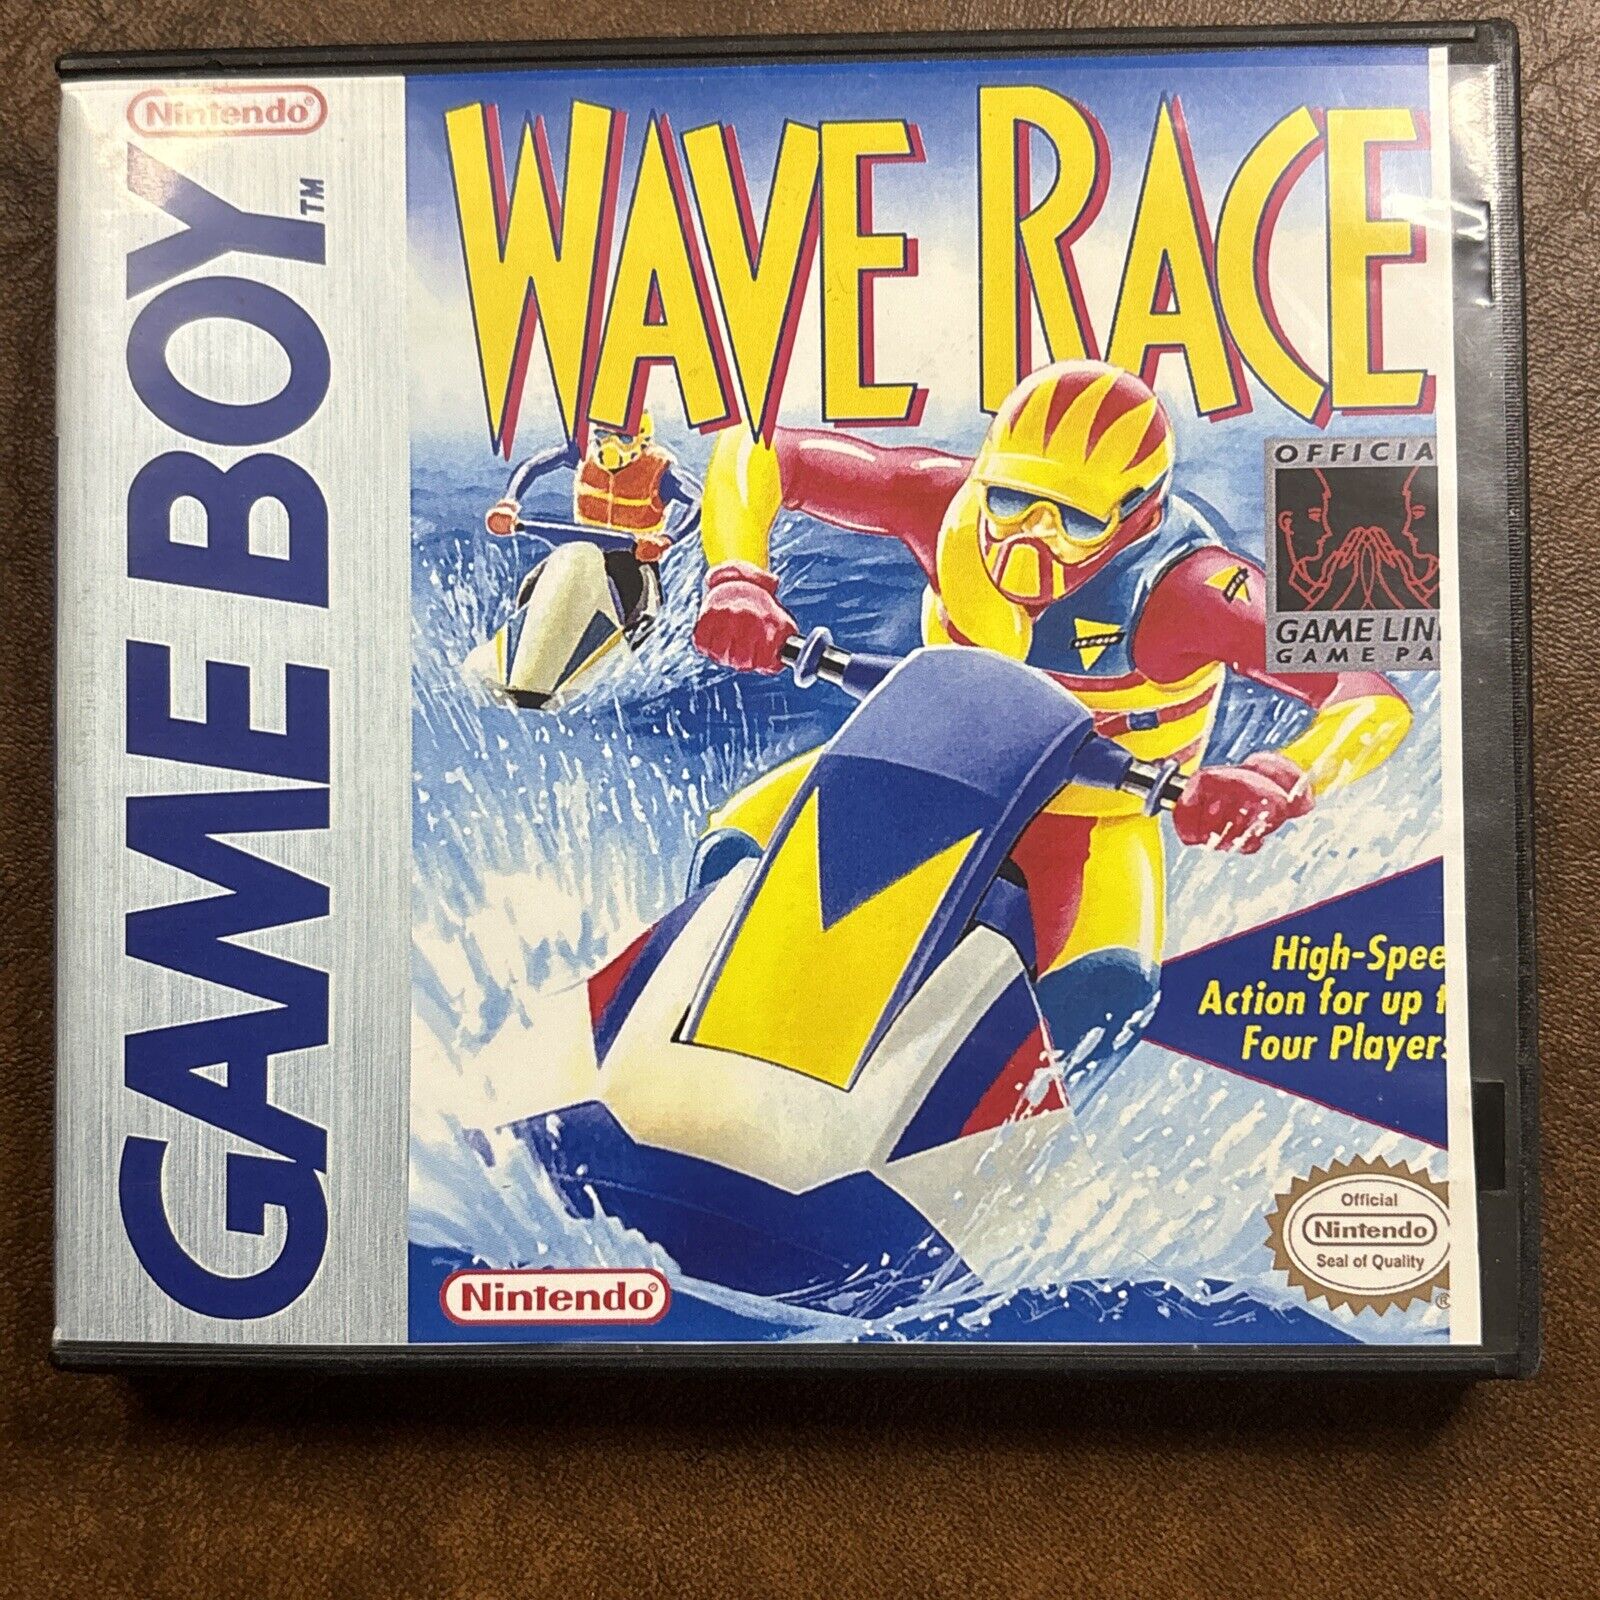 Nintendo®
GAME BOY™
WAVE RACE
OFFICIA
GAME LIN
GAME PA
High-Spee
Action for up t
Four Players
Official
Nintendo
Seal of Quality
®
Nintendo®